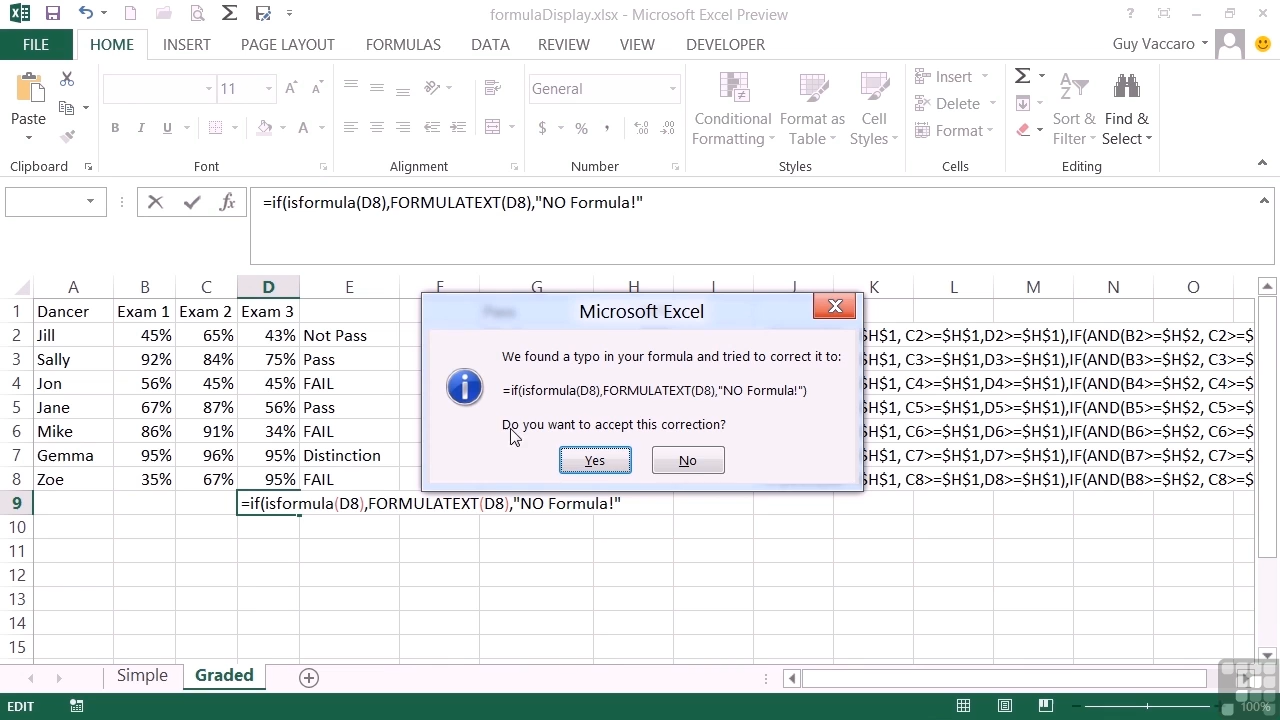 formulaDisplay.xlsx - Microsoft Excel Preview
FILE HOME INSERT PAGE LAYOUT FORMULAS DATA REVIEW VIEW DEVELOPER Guy Vaccaro
11 General
Paste
B I U A $ % ,
Conditional Formatting
Format as Table
Cell Styles
Insert
Delete
Format
Sort & Filter
Find & Select
Clipboard Font Alignment Number Styles Cells Editing
=if(isformula(D8),FORMULATEXT(D8),"NO Formula!"
A B C D E F G H I J K L M N O
1 Dancer Exam 1 Exam 2 Exam 3
2 Jill 45% 65% 43% Not Pass $H$1, C2>=$H$1,D2>=$H$1),IF(AND(B2>=$H$2, C2>=$
3 Sally 92% 84% 75% Pass $H$1, C3>=$H$1,D3>=$H$1),IF(AND(B3>=$H$2, C3>=$
4 Jon 56% 45% 45% FAIL $H$1, C4>=$H$1,D4>=$H$1),IF(AND(B4>=$H$2, C4>=$
5 Jane 67% 87% 56% Pass $H$1, C5>=$H$1,D5>=$H$1),IF(AND(B5>=$H$2, C5>=$
6 Mike 86% 91% 34% FAIL $H$1, C6>=$H$1,D6>=$H$1),IF(AND(B6>=$H$2, C6>=$
7 Gemma 95% 96% 95% Distinction $H$1, C7>=$H$1,D7>=$H$1),IF(AND(B7>=$H$2, C7>=$
8 Zoe 35% 67% 95% FAIL $H$1, C8>=$H$1,D8>=$H$1),IF(AND(B8>=$H$2, C8>=$
9 =if(isformula(D8),FORMULATEXT(D8),"NO Formula!"
10
11
12
13
14
15
Microsoft Excel
We found a typo in your formula and tried to correct it to:
=if(isformula(D8),FORMULATEXT(D8),"NO Formula!")
Do you want to accept this correction?
Yes No
Simple Graded
EDIT 100%